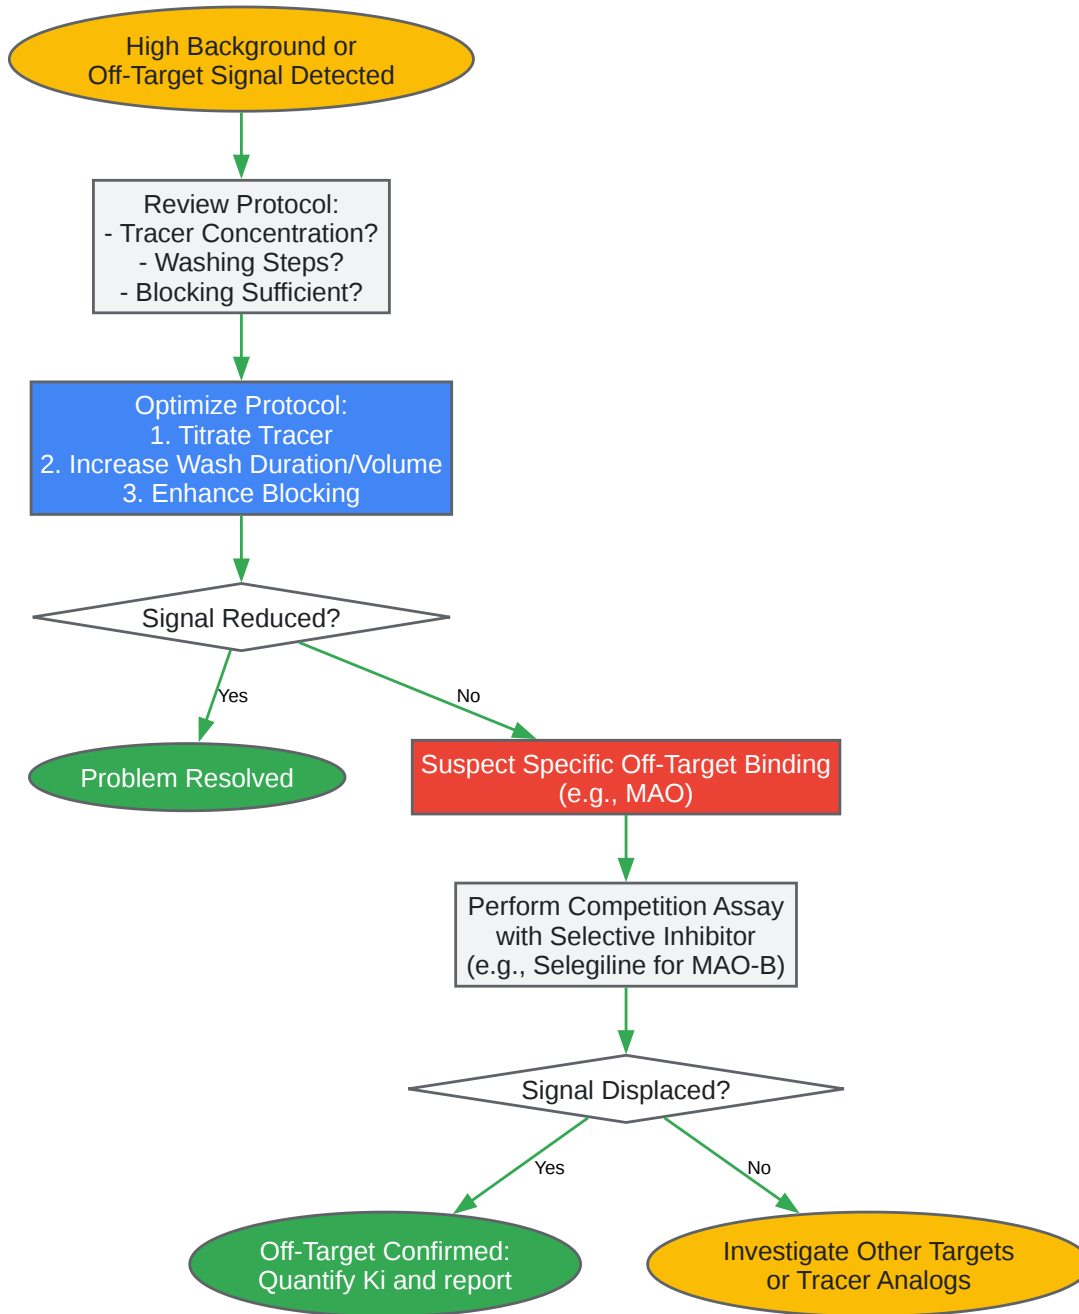 High Background or
Off-Target Signal Detected
Review Protocol:
- Tracer Concentration?
- Washing Steps?
- Blocking Sufficient?
Optimize Protocol:
1. Titrate Tracer
2. Increase Wash Duration/Volume
3. Enhance Blocking
Signal Reduced?
Yes
No
Problem Resolved
Suspect Specific Off-Target Binding
(e.g., MAO)
Perform Competition Assay
with Selective Inhibitor
(e.g., Selegiline for MAO-B)
Signal Displaced?
Yes
No
Off-Target Confirmed:
Quantify Ki and report
Investigate Other Targets
or Tracer Analogs